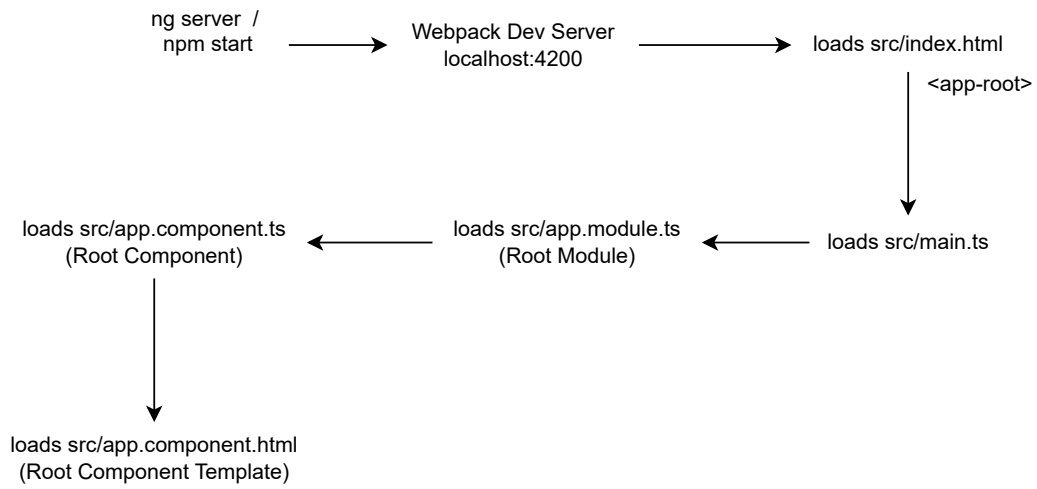 ng server /
npm start
Webpack Dev Server
localhost:4200
loads src/index.html
<app-root>
loads src/main.ts
loads src/app.module.ts
(Root Module)
loads src/app.component.ts
(Root Component)
loads src/app.component.html
(Root Component Template)